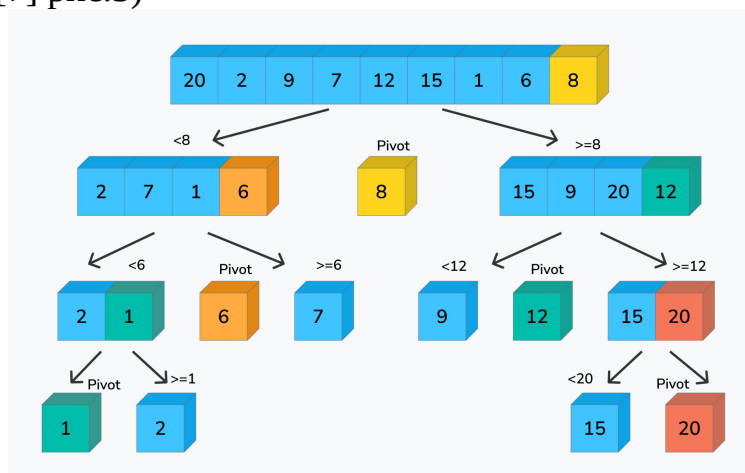 20 2 9 7 12 15 1 6 8
<8 Pivot >=8
2 7 1 6 8 15 9 20 12
<6 Pivot >=6 <12 Pivot >=12
2 1 6 7 9 12 15 20
Pivot >=1 <20 Pivot
1 2 15 20